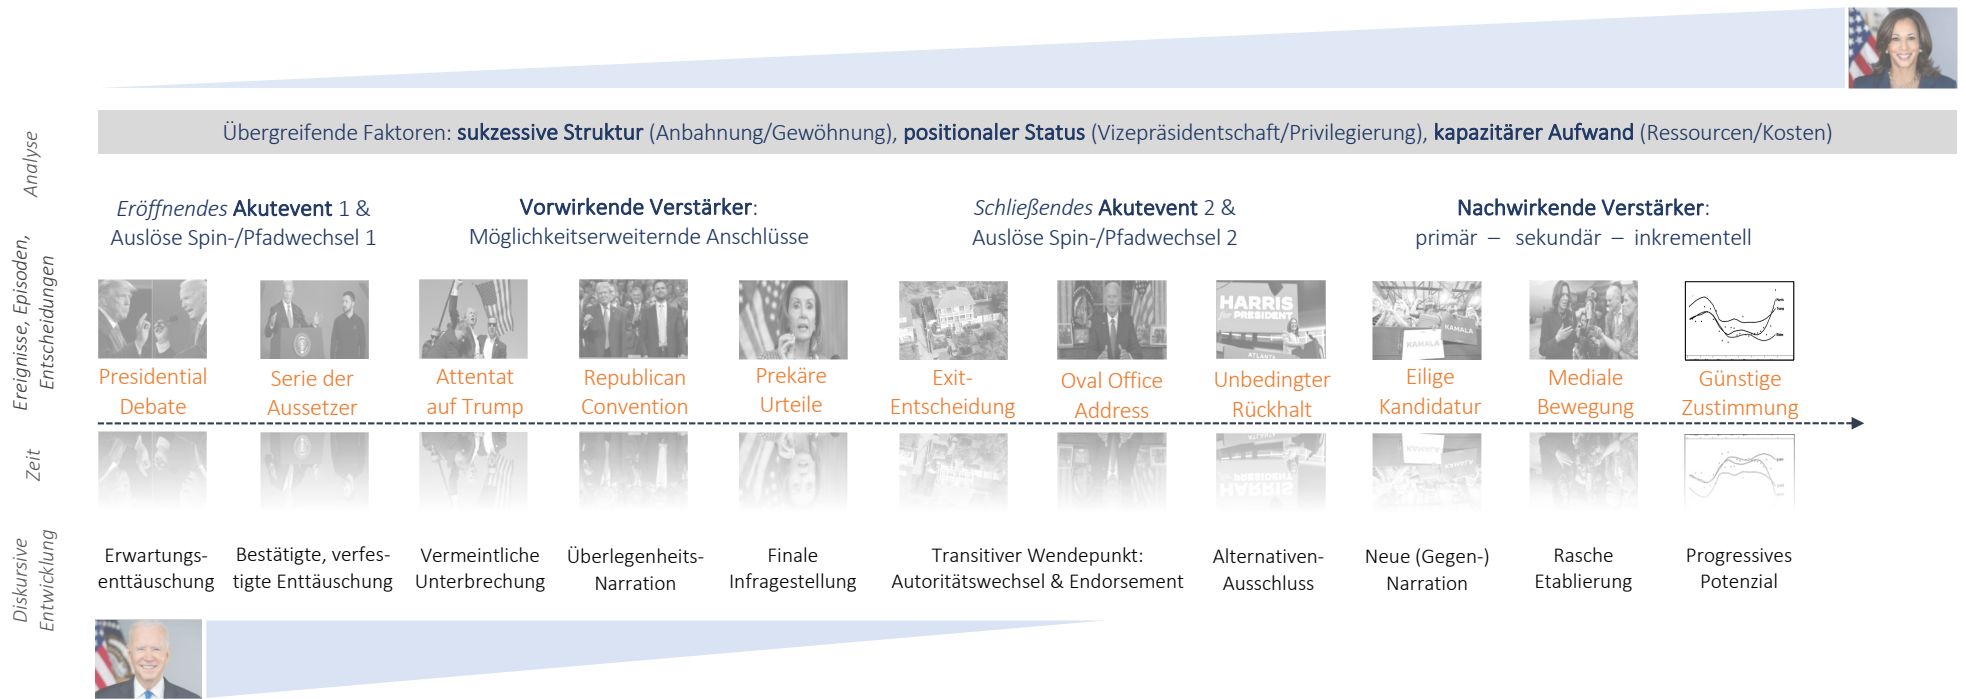 Übergreifende Faktoren: sukzessive Struktur (Anbahnung/Gewöhnung), positionaler Status (Vizepräsidentschaft/Privilegierung), kapazitärer Aufwand (Ressourcen/Kosten)
Analyse
Eröffnendes Akutevent 1 &
Auslöse Spin-/Pfadwechsel 1
Vorwirkende Verstärker:
Möglichkeitserweiternde Anschlüsse
Schließendes Akutevent 2 &
Auslöse Spin-/Pfadwechsel 2
Nachwirkende Verstärker:
primär – sekundär – inkrementell
Ereignisse, Episoden,
Entscheidungen
HARRIS
for PRESIDENT
ATLANTA
KAMALA
KAMALA
Presidential
Debate
Serie der
Aussetzer
Attentat
auf Trump
Republican
Convention
Prekäre
Urteile
Exit-
Entscheidung
Oval Office
Address
Unbedingter
Rückhalt
Eilige
Kandidatur
Mediale
Bewegung
Günstige
Zustimmung
Zeit
Diskursive
Entwicklung
Erwartungs-
enttäuschung
Bestätigte, verfes-
tigte Enttäuschung
Vermeintliche
Unterbrechung
Überlegenheits-
Narration
Finale
Infragestellung
Transitiver Wendepunkt:
Autoritätswechsel & Endorsement
Alternativen-
Ausschluss
Neue (Gegen-)
Narration
Rasche
Etablierung
Progressives
Potenzial